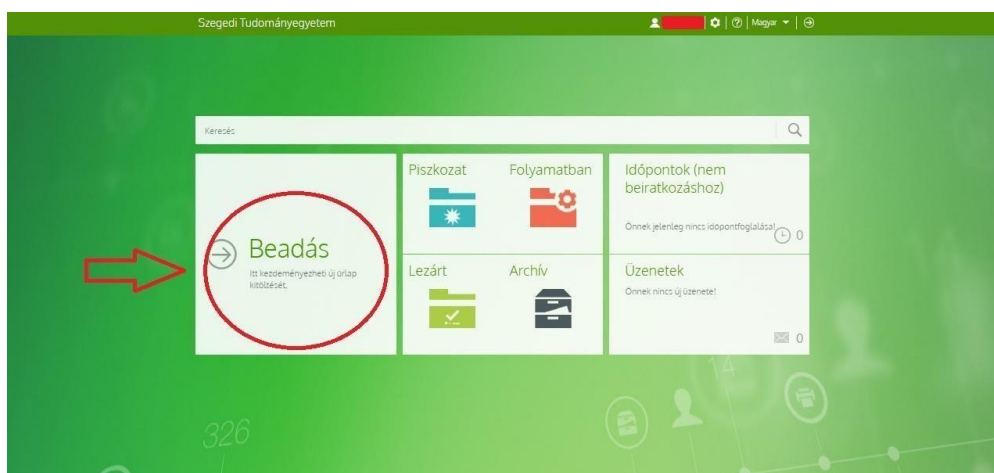 Szegedi Tudományegyetem
Magyar
Keresés
Beadás
Itt kezdeményezheti új űrlap
kitöltését.
Piszkozat
Folyamatban
Lezárt
Archív
Időpontok (nem
beiratkozáshoz)
Önnek jelenleg nincs időpontfoglalása!
0
Üzenetek
Önnek nincs új üzenete!
0
14
326